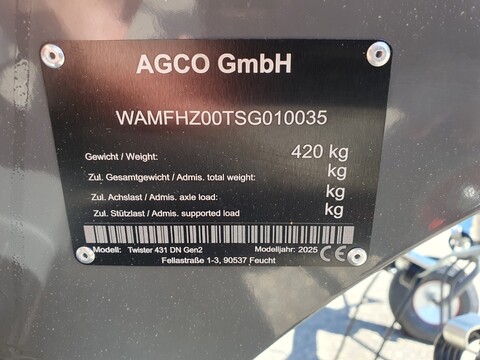 AGCO GmbH
WAMFHZ00TSG010035
Gewicht / Weight: 420 kg
Zul. Gesamtgewicht / Admis. total weight: kg
Zul. Achslast / Admis. axle load: kg
Zul. Stützlast / Admis. supported load kg
Modell: Twister 431 DN Gen2 Modelljahr: 2025 CE
Fellastraße 1-3, 90537 Feucht